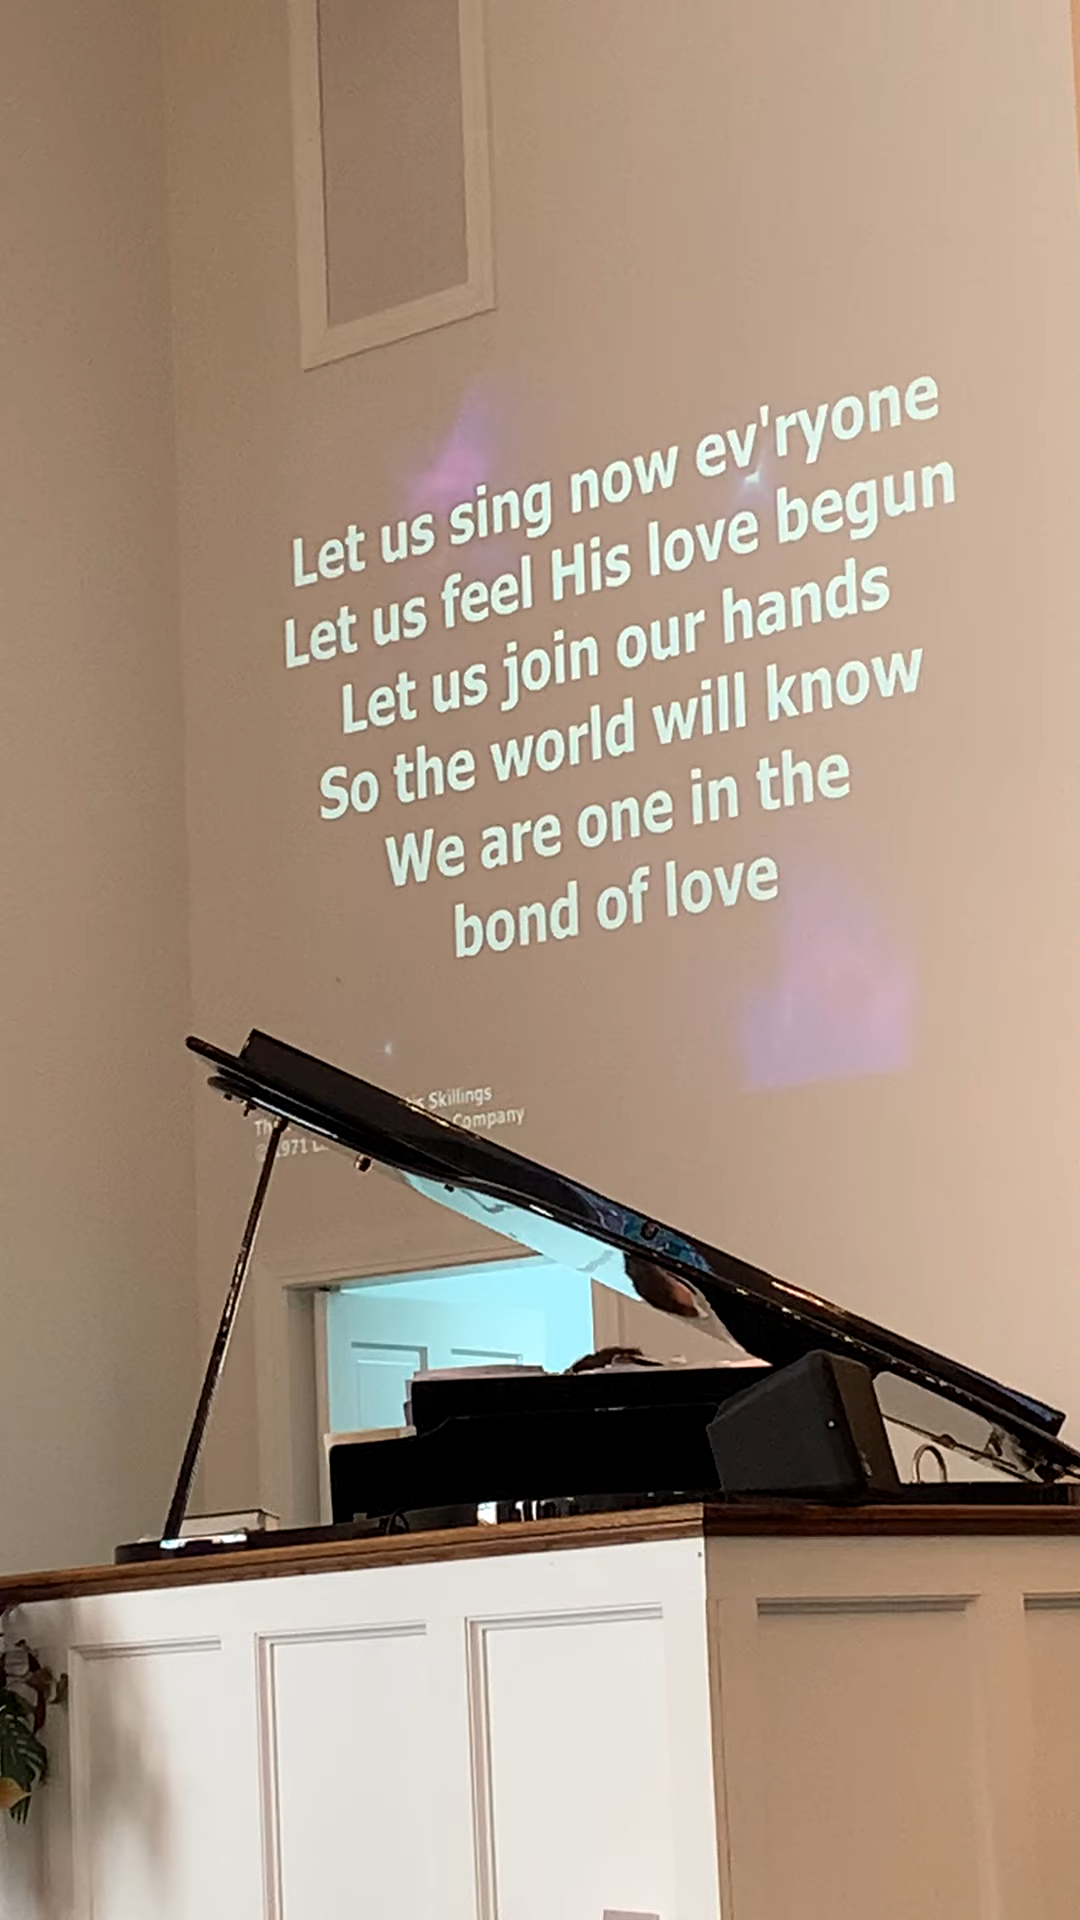 Let us sing now ev'ryone
Let us feel His love begun
Let us join our hands
So the world will know
We are one in the
bond of love
Skillings
Company